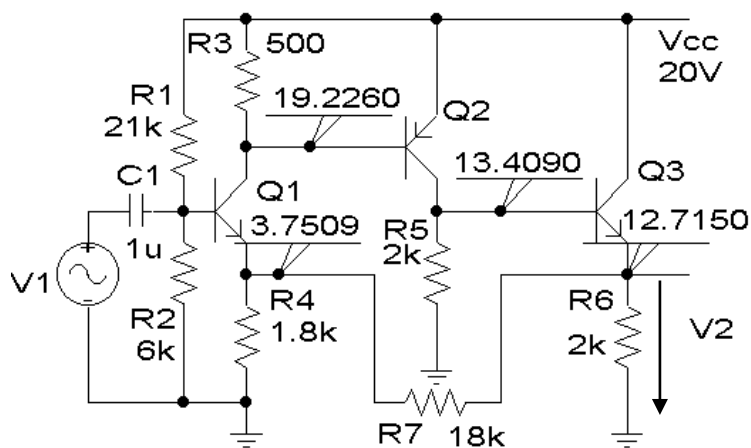 R3
500
Vcc
20V
R1
21k
19.2260
Q2
C1
Q1
13.4090
Q3
1u
3.7509
R5
2k
12.7150
V1
+
-
R2
6k
R4
1.8k
R6
2k
V2
R7
18k